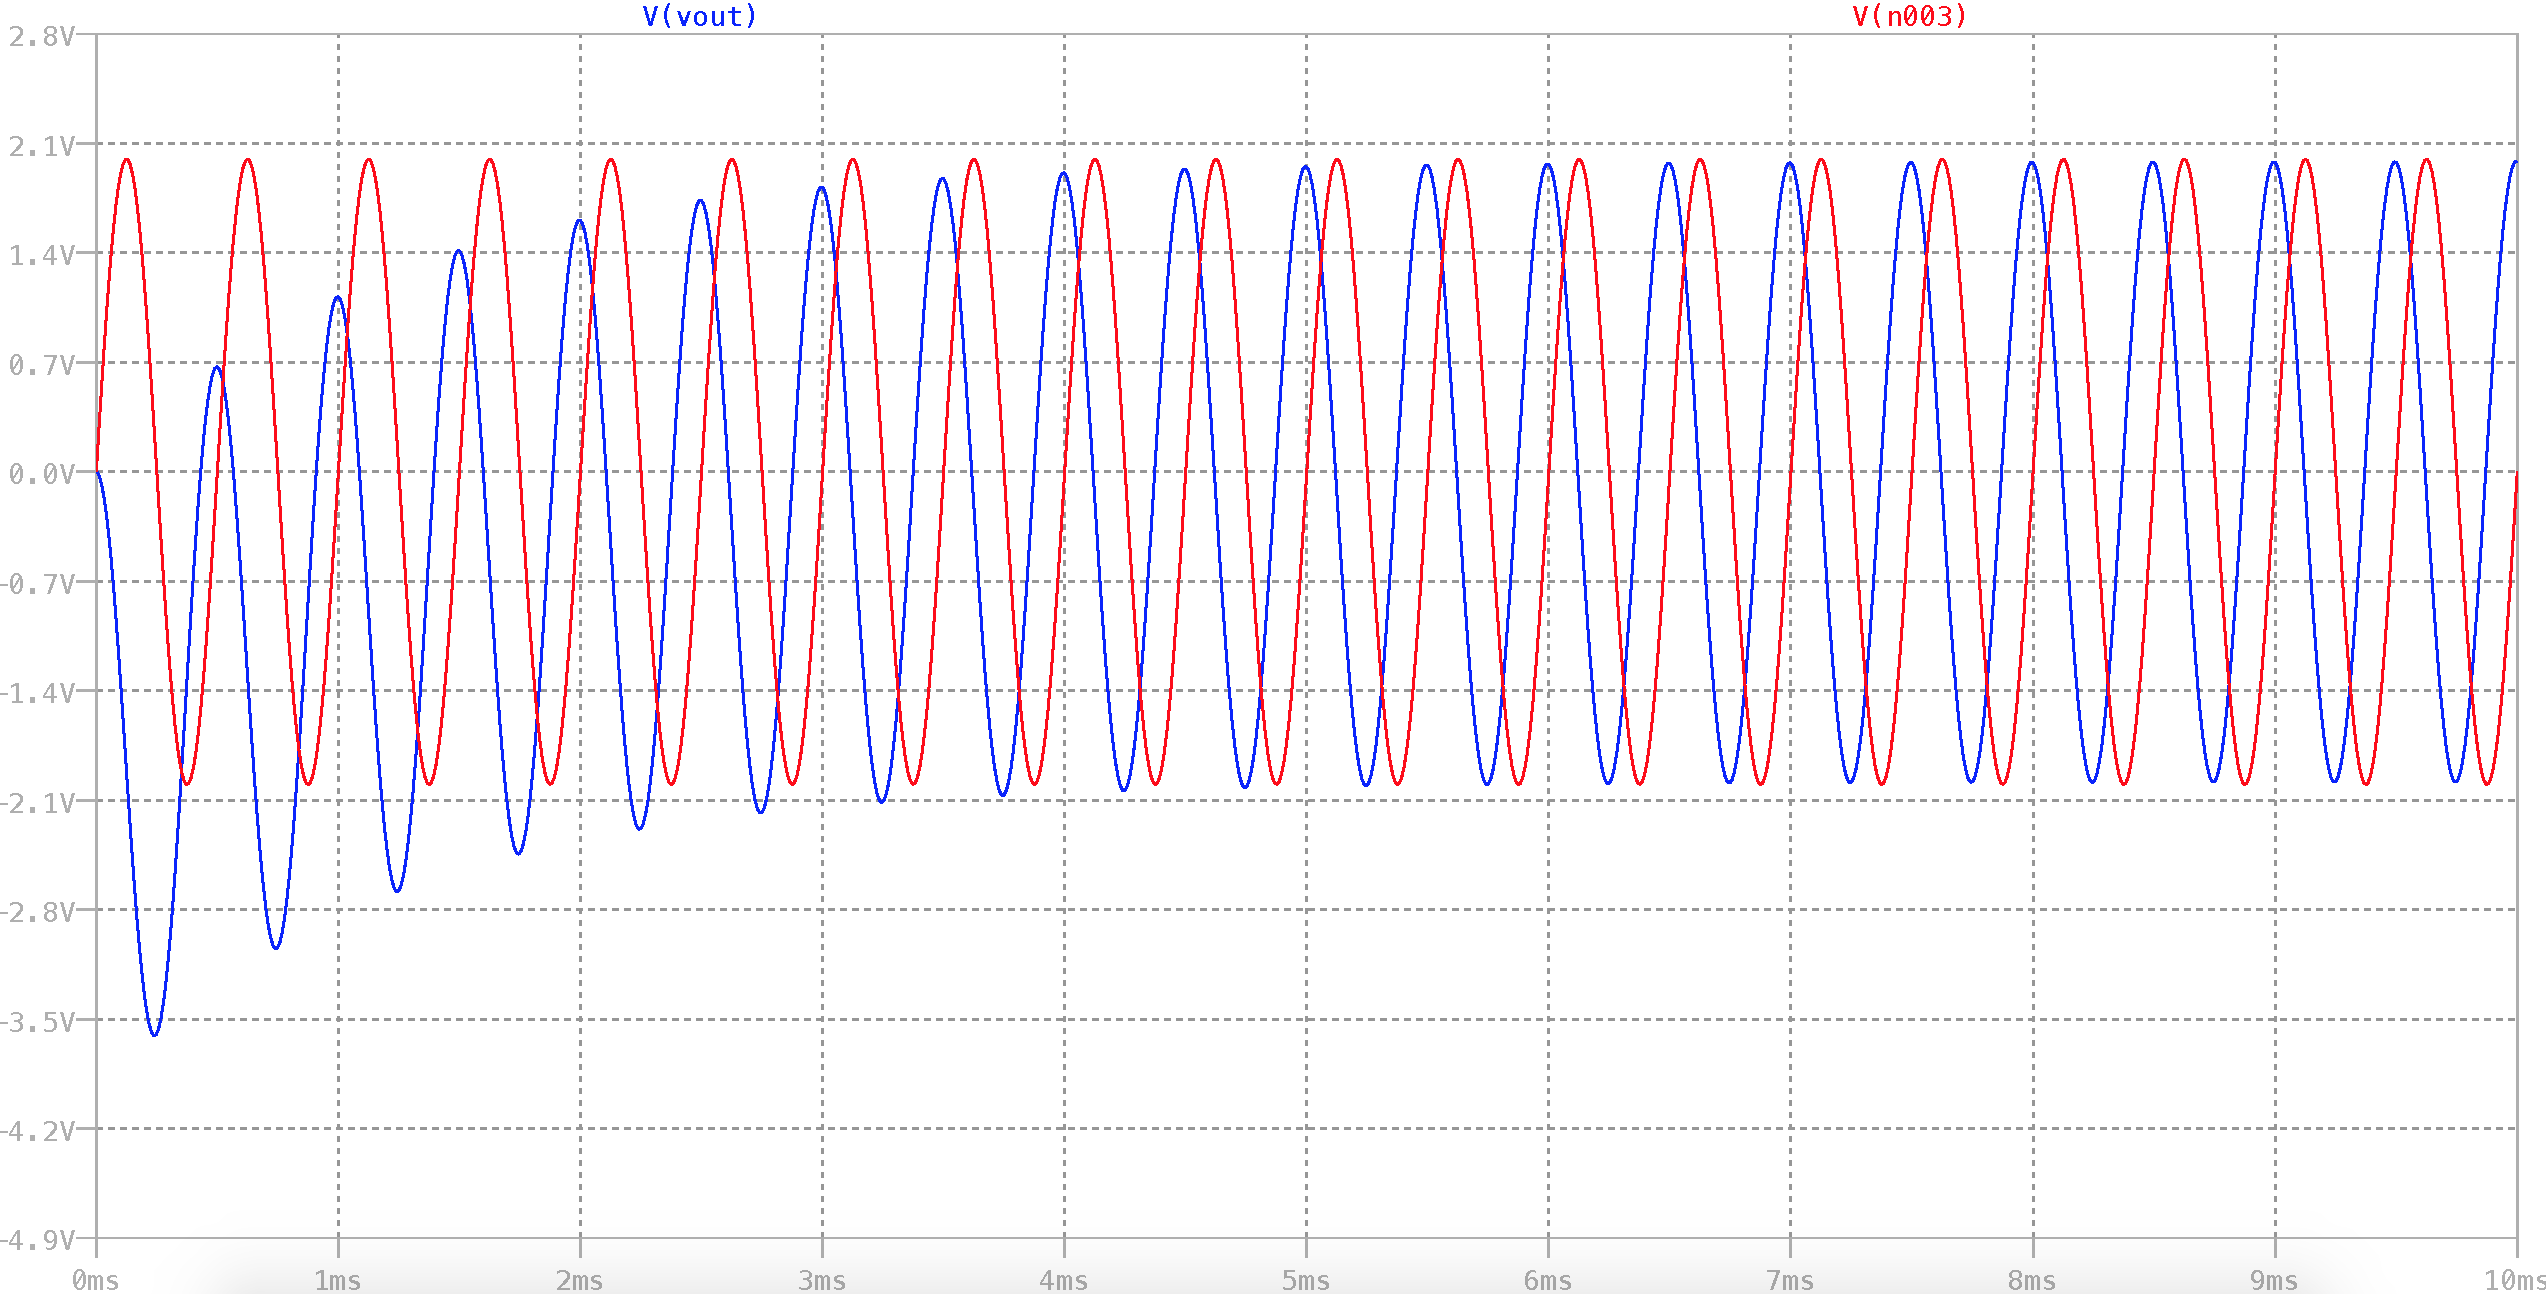 V(vout) V(n003)
2.8V
2.1V
1.4V
0.7V
0.0V
-0.7V
-1.4V
-2.1V
-2.8V
-3.5V
-4.2V
-4.9V
0ms 1ms 2ms 3ms 4ms 5ms 6ms 7ms 8ms 9ms 10ms